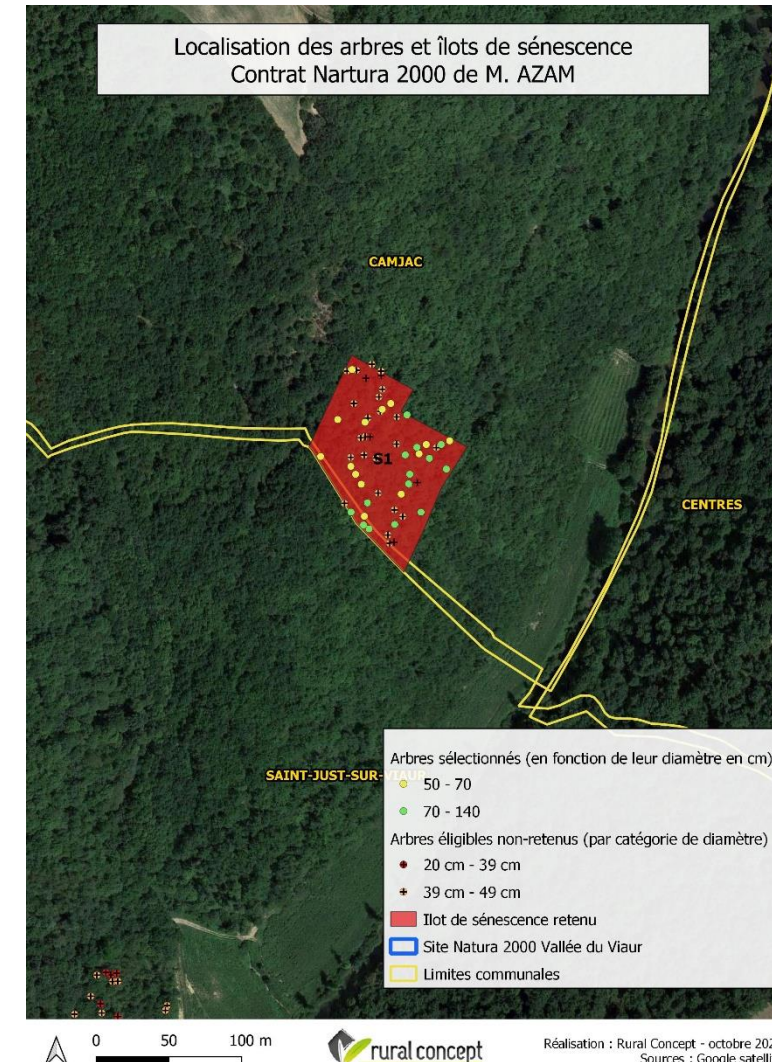 Localisation des arbres et îlots de sénescence
Contrat Nartura 2000 de M. AZAM
CAMJAC
S1
CENTRES
SAINT-JUST-SUR-VIAUR
Arbres sélectionnés (en fonction de leur diamètre en cm)
50 - 70
70 - 140
Arbres éligibles non-retenus (par catégorie de diamètre)
20 cm - 39 cm
39 cm - 49 cm
Ilot de sénescence retenu
Site Natura 2000 Vallée du Viaur
Limites communales
0 50 100 m
rural concept
Réalisation : Rural Concept - octobre 202
Sources : Google satelli